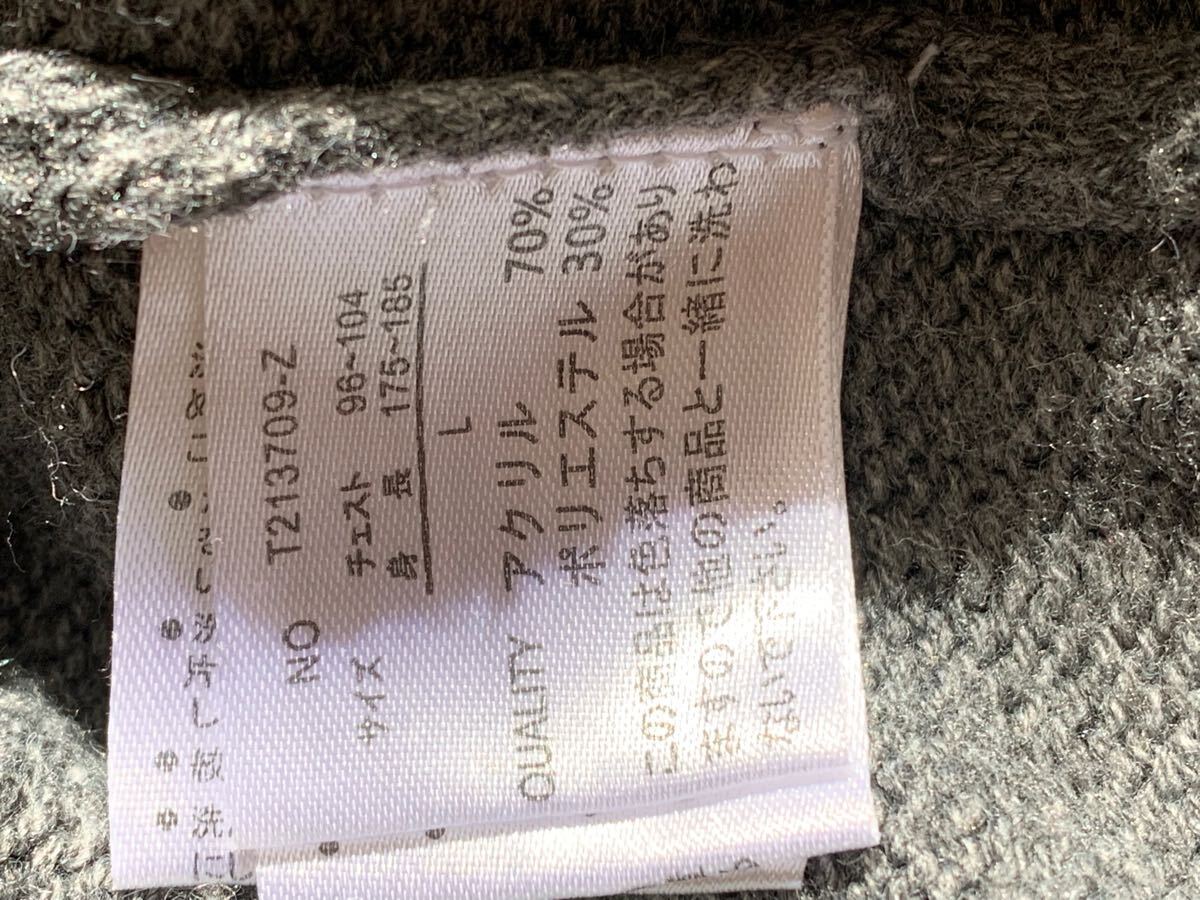 NO T213709-Z
サイズ チェスト 96~104
身長 175~185
L
QUALITY アクリル 70%
ポリエステル 30%
この商品は色落ちする場合があり
ますので他の商品と一緒に洗わ
ないで下さい。